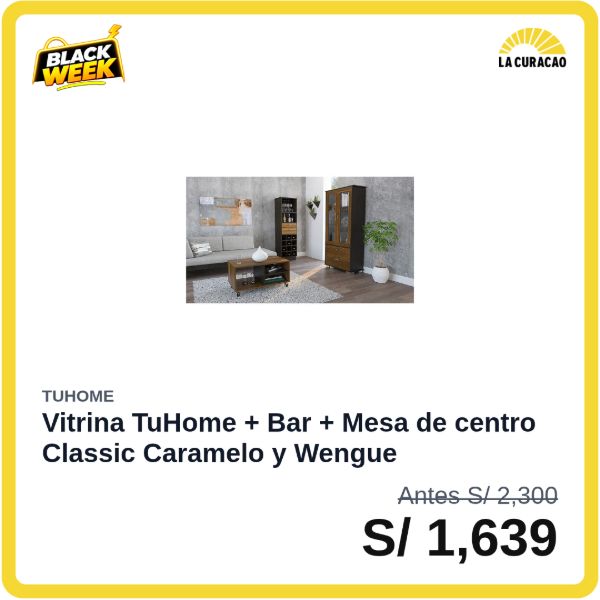 BLACK
WEEK
LA CURACAO
TUHOME
Vitrina TuHome + Bar + Mesa de centro
Classic Caramelo y Wengue
Antes S/ 2,300
S/ 1,639